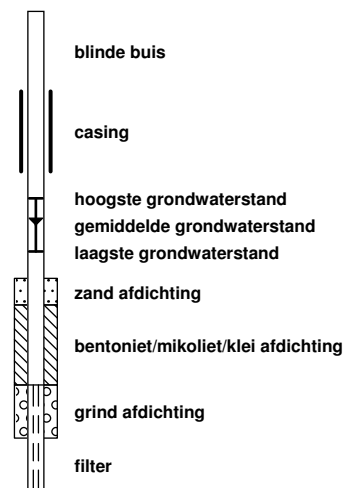 blinde buis
casing
hoogste grondwaterstand
gemiddelde grondwaterstand
laagste grondwaterstand
zand afdichting
bentoniet/mikoliet/klei afdichting
grind afdichting
filter